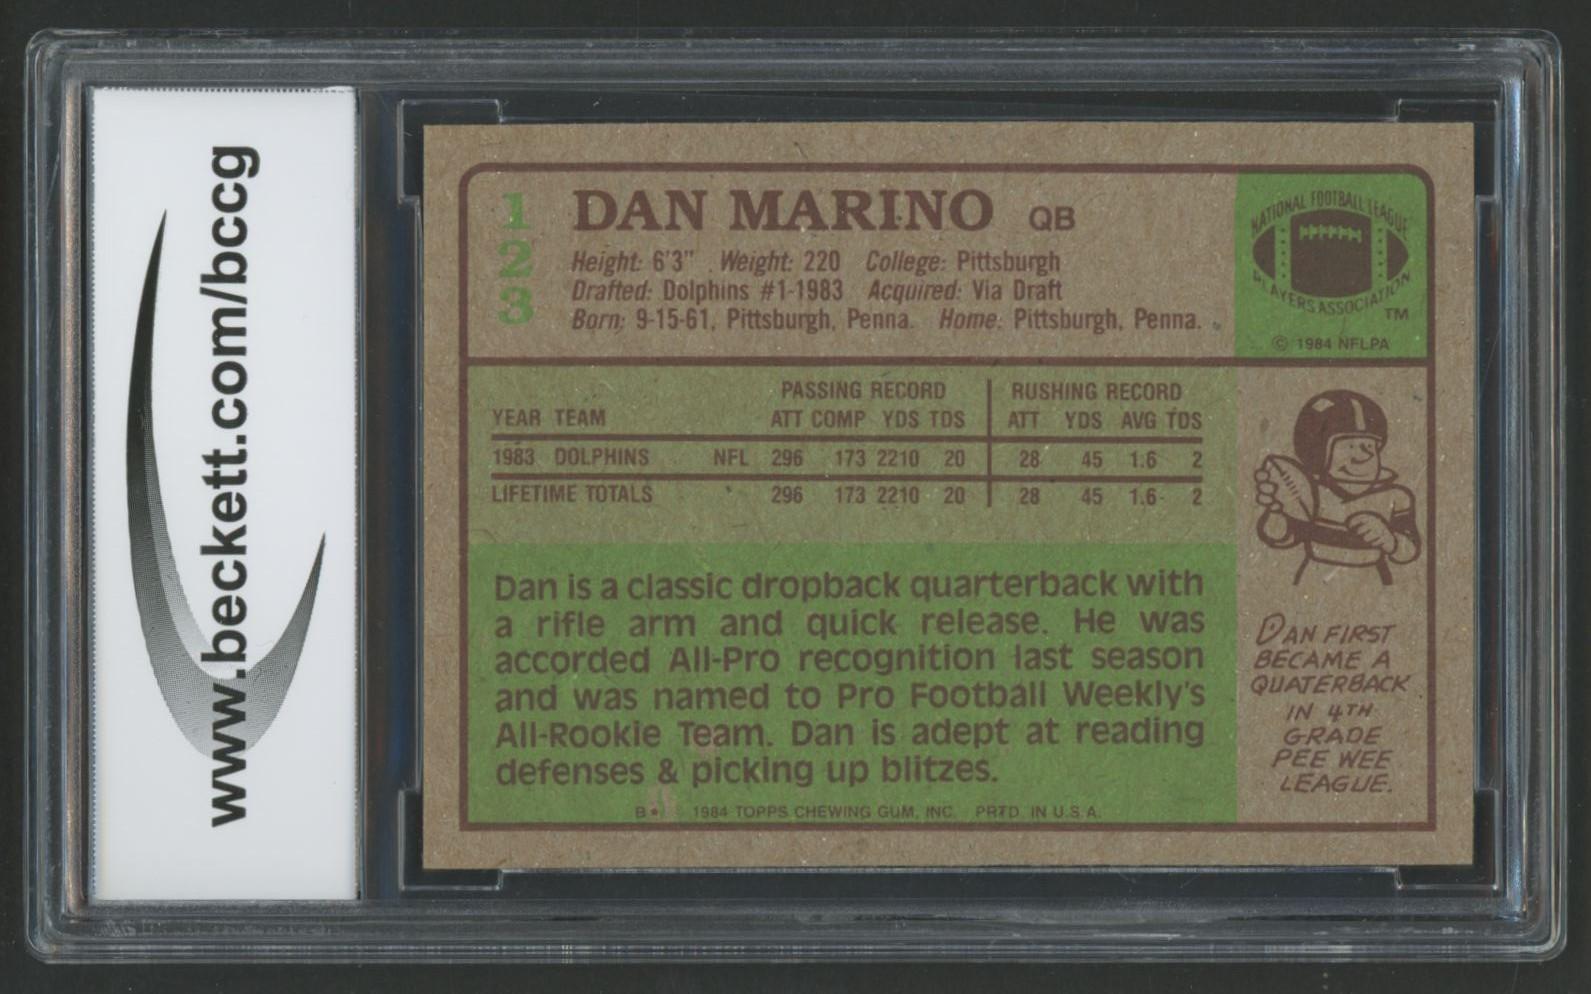 www.beckett.com/bccg
1
2
3
DAN MARINO QB
Height: 6'3" Weight: 220 College: Pittsburgh
Drafted: Dolphins #1-1983 Acquired: Via Draft
Born: 9-15-61, Pittsburgh, Penna. Home: Pittsburgh, Penna.
NATIONAL FOOTBALL LEAGUE
PLAYERS ASSOCIATION
TM
© 1984 NFLPA
PASSING RECORD RUSHING RECORD
YEAR TEAM ATT COMP YDS TDS ATT YDS AVG TDS
1983 DOLPHINS NFL 296 173 2210 20 28 45 1.6 2
LIFETIME TOTALS 296 173 2210 20 28 45 1.6 2
Dan is a classic dropback quarterback with
a rifle arm and quick release. He was
accorded All-Pro recognition last season
and was named to Pro Football Weekly's
All-Rookie Team. Dan is adept at reading
defenses & picking up blitzes.
DAN FIRST
BECAME A
QUATERBACK
IN 4TH
GRADE
PEE WEE
LEAGUE.
B* 1984 TOPPS CHEWING GUM, INC. PRTD. IN U.S.A.